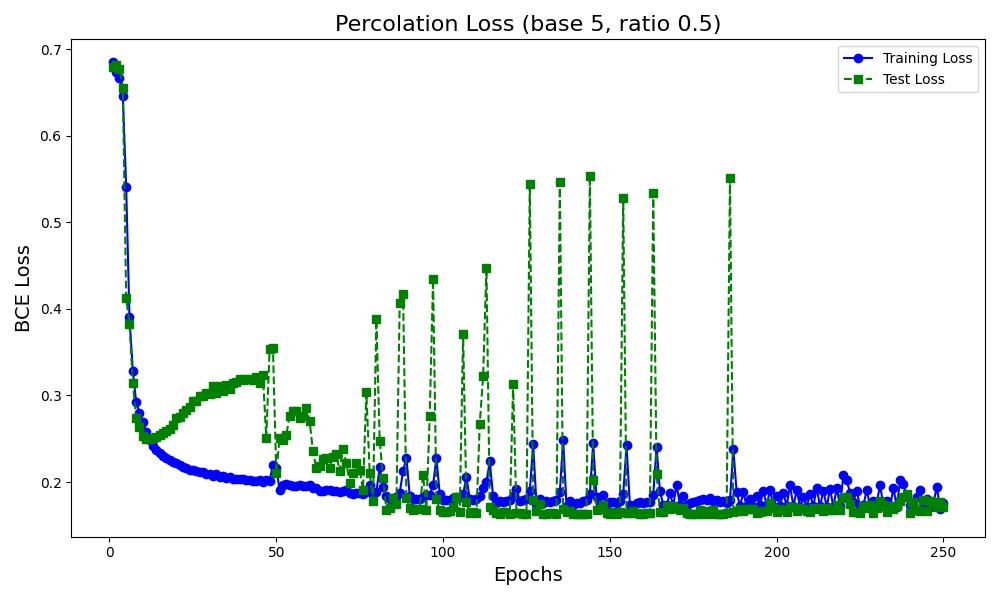 Percolation Loss (base 5, ratio 0.5)
Training Loss
Test Loss
BCE Loss
0.7
0.6
0.5
0.4
0.3
0.2
0 50 100 150 200 250
Epochs